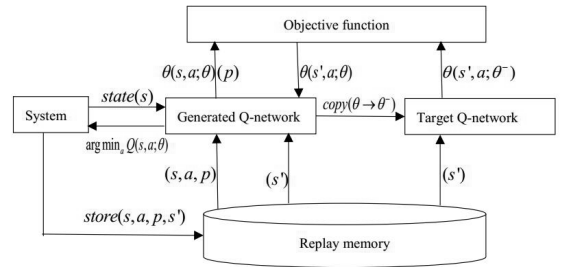 Objective function
θ(s,a;θ)(p)
θ(s',a;θ)
θ(s',a;θ⁻)
state(s)
copy(θ→θ⁻)
System
Generated Q-network
Target Q-network
arg min_a Q(s,a;θ)
(s,a,p)
(s')
(s')
store(s,a,p,s')
Replay memory